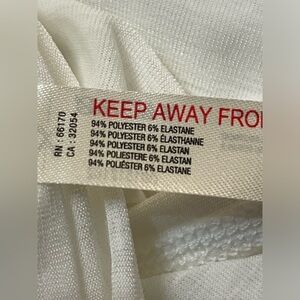 KEEP AWAY FRO
94% POLYESTER 6% ELASTANE
94% POLYESTER 6% ÉLASTHANNE
94% POLYESTER 6% ELASTAN
94% POLIESTERE 6% ELASTAN
94% POLIÉSTER 6% ELASTANE
RN : 66170
CA : 32054